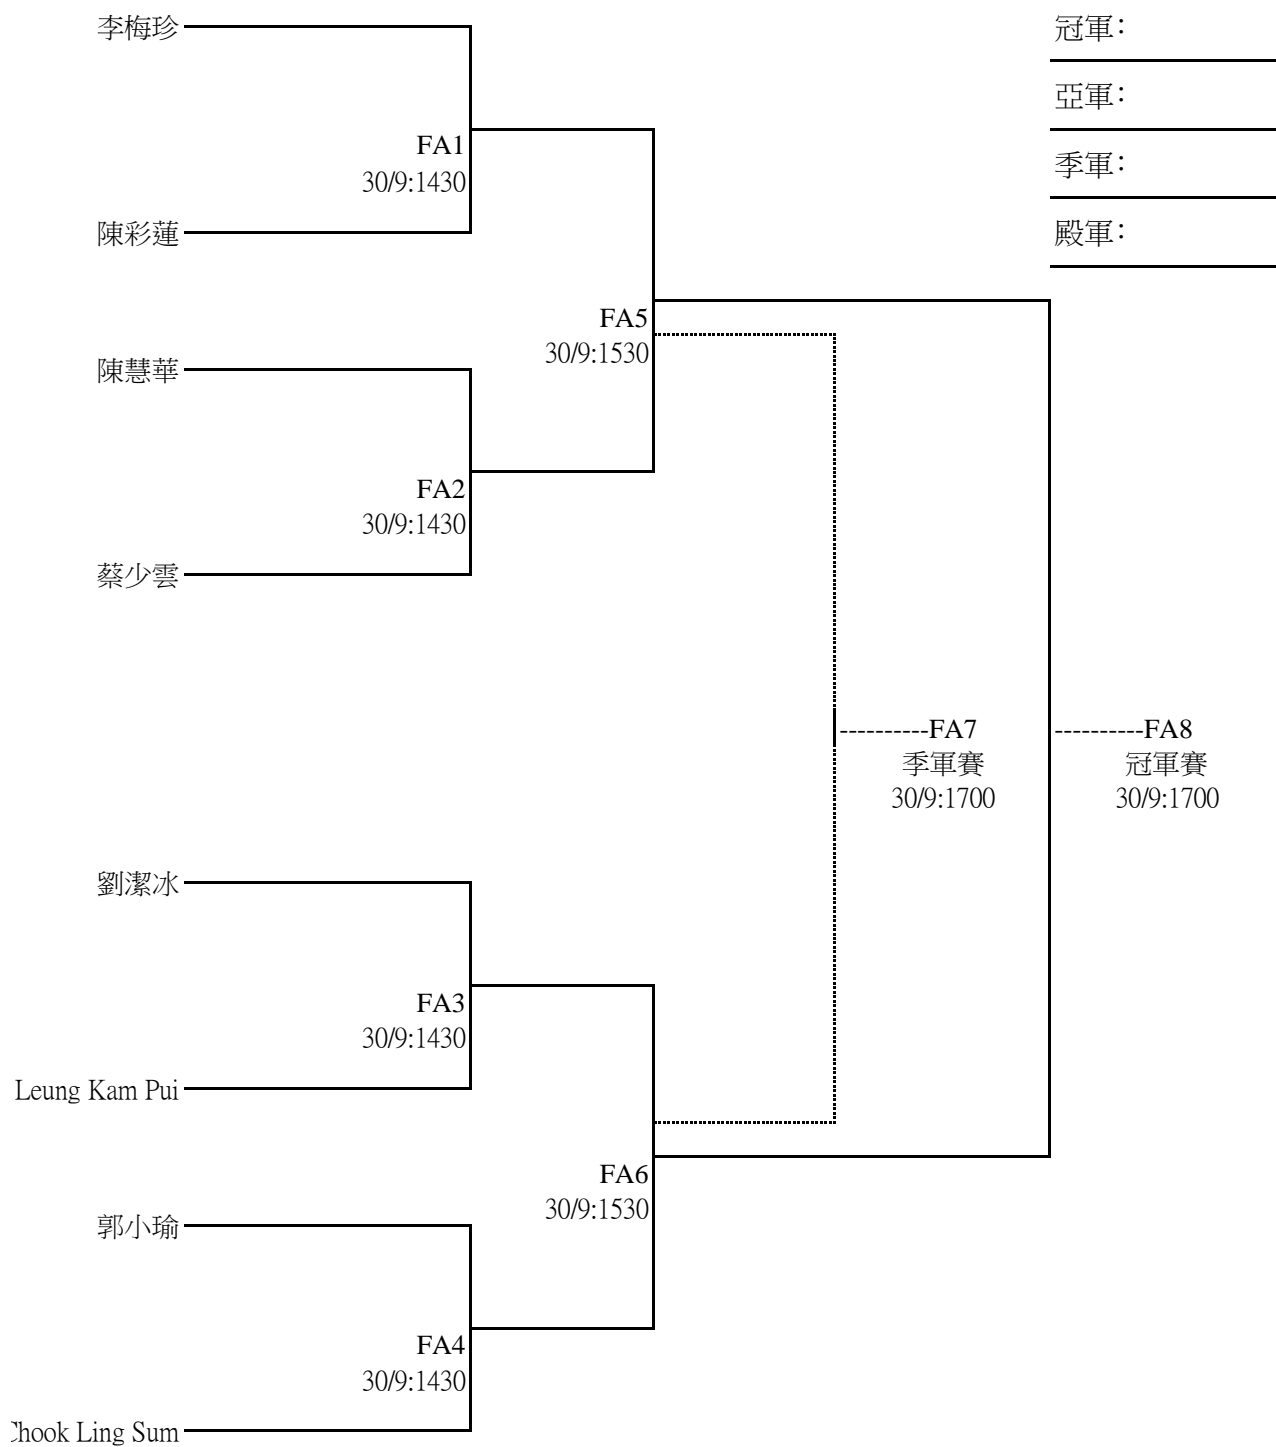 李梅珍
冠軍：
亞軍：
FA1
季軍：
30/9:1430
陳彩蓮
殿軍：
FA5
30/9:1530
陳慧華
FA2
30/9:1430
蔡少雲
----------FA7
----------FA8
季軍賽
冠軍賽
30/9:1700
30/9:1700
劉潔冰
FA3
30/9:1430
Leung Kam Pui
FA6
30/9:1530
郭小瑜
FA4
30/9:1430
Ling Sum